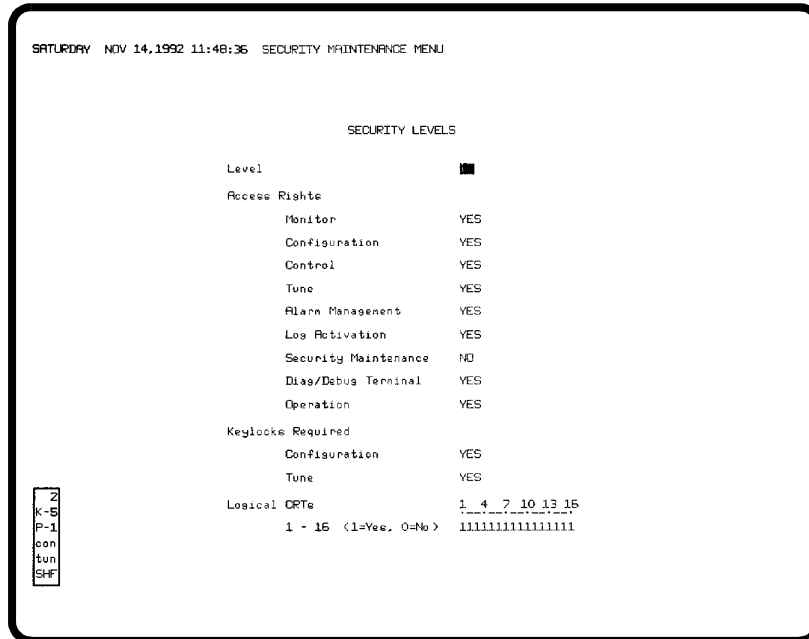 SATURDAY NOV 14,1992 11:48:36 SECURITY MAINTENANCE MENU
SECURITY LEVELS
Level
Access Rights
Monitor YES
Configuration YES
Control YES
Tune YES
Alarm Management YES
Log Activation YES
Security Maintenance NO
Diag/Debug Terminal YES
Operation YES
Keylocks Required
Configuration YES
Tune YES
Logical CRTs 1 4 7 10 13 16
1 - 16 (1=Yes, 0=No) 1111111111111111
2
K-5
P-1
con
tun
SHF